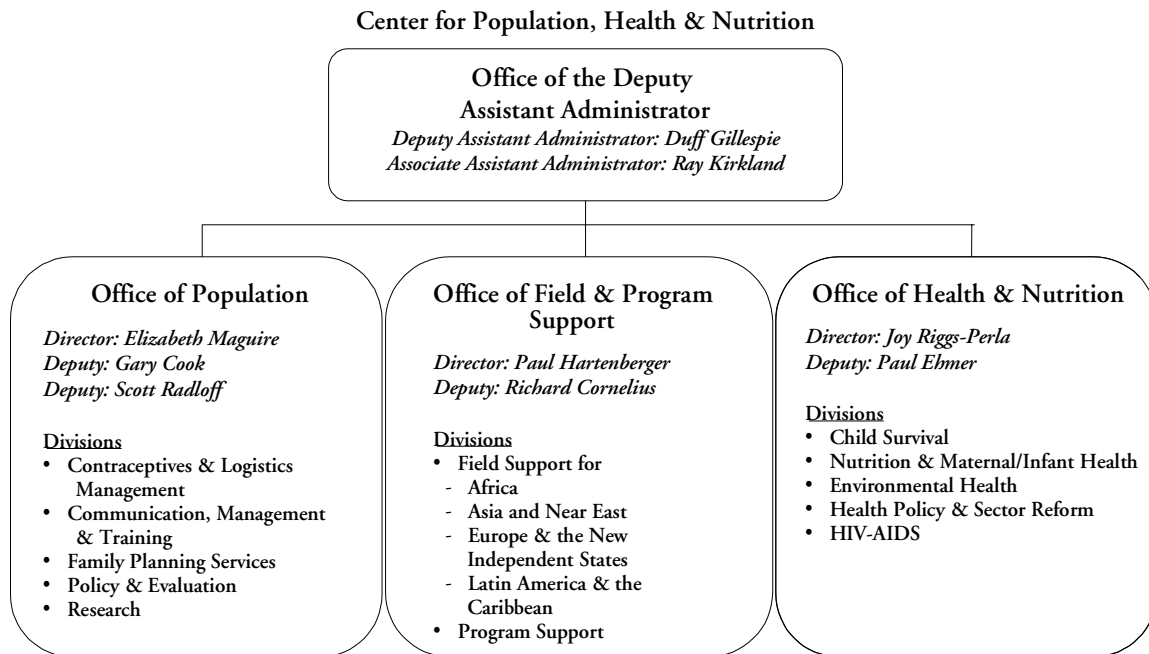 Center for Population, Health & Nutrition
Office of the Deputy
Assistant Administrator
Deputy Assistant Administrator: Duff Gillespie
Associate Assistant Administrator: Ray Kirkland
Office of Population
Director: Elizabeth Maguire
Deputy: Gary Cook
Deputy: Scott Radloff
Divisions
• Contraceptives & Logistics
Management
• Communication, Management
& Training
• Family Planning Services
• Policy & Evaluation
• Research
Office of Field & Program
Support
Director: Paul Hartenberger
Deputy: Richard Cornelius
Divisions
• Field Support for
- Africa
- Asia and Near East
- Europe & the New
Independent States
- Latin America & the
Caribbean
• Program Support
Office of Health & Nutrition
Director: Joy Riggs-Perla
Deputy: Paul Ehmer
Divisions
• Child Survival
• Nutrition & Maternal/Infant Health
• Environmental Health
• Health Policy & Sector Reform
• HIV-AIDS